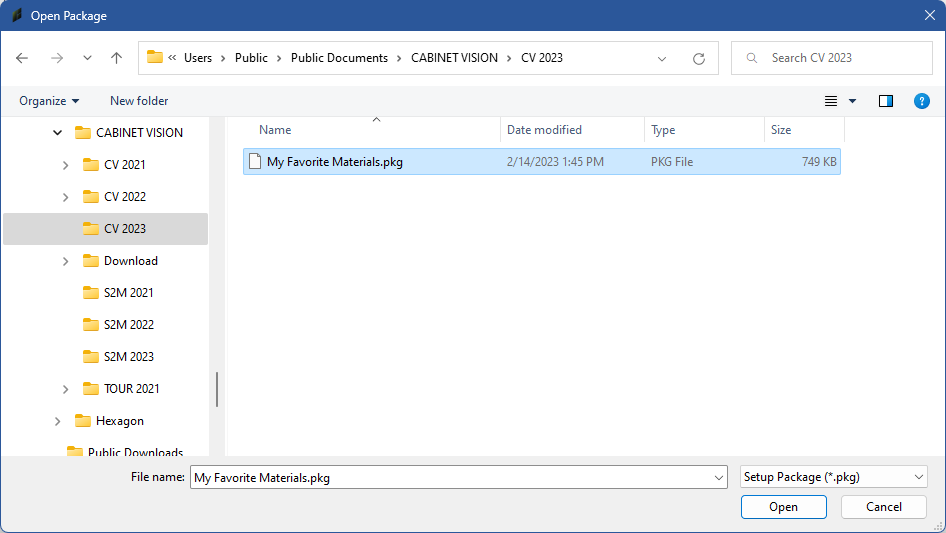 Open Package
« Users > Public > Public Documents > CABINET VISION > CV 2023
Search CV 2023
Organize
New folder
?
CABINET VISION
CV 2021
CV 2022
CV 2023
Download
S2M 2021
S2M 2022
S2M 2023
TOUR 2021
Hexagon
Public Downloads
Name Date modified Type Size
My Favorite Materials.pkg 2/14/2023 1:45 PM PKG File 749 KB
File name: My Favorite Materials.pkg Setup Package (*.pkg)
Open Cancel